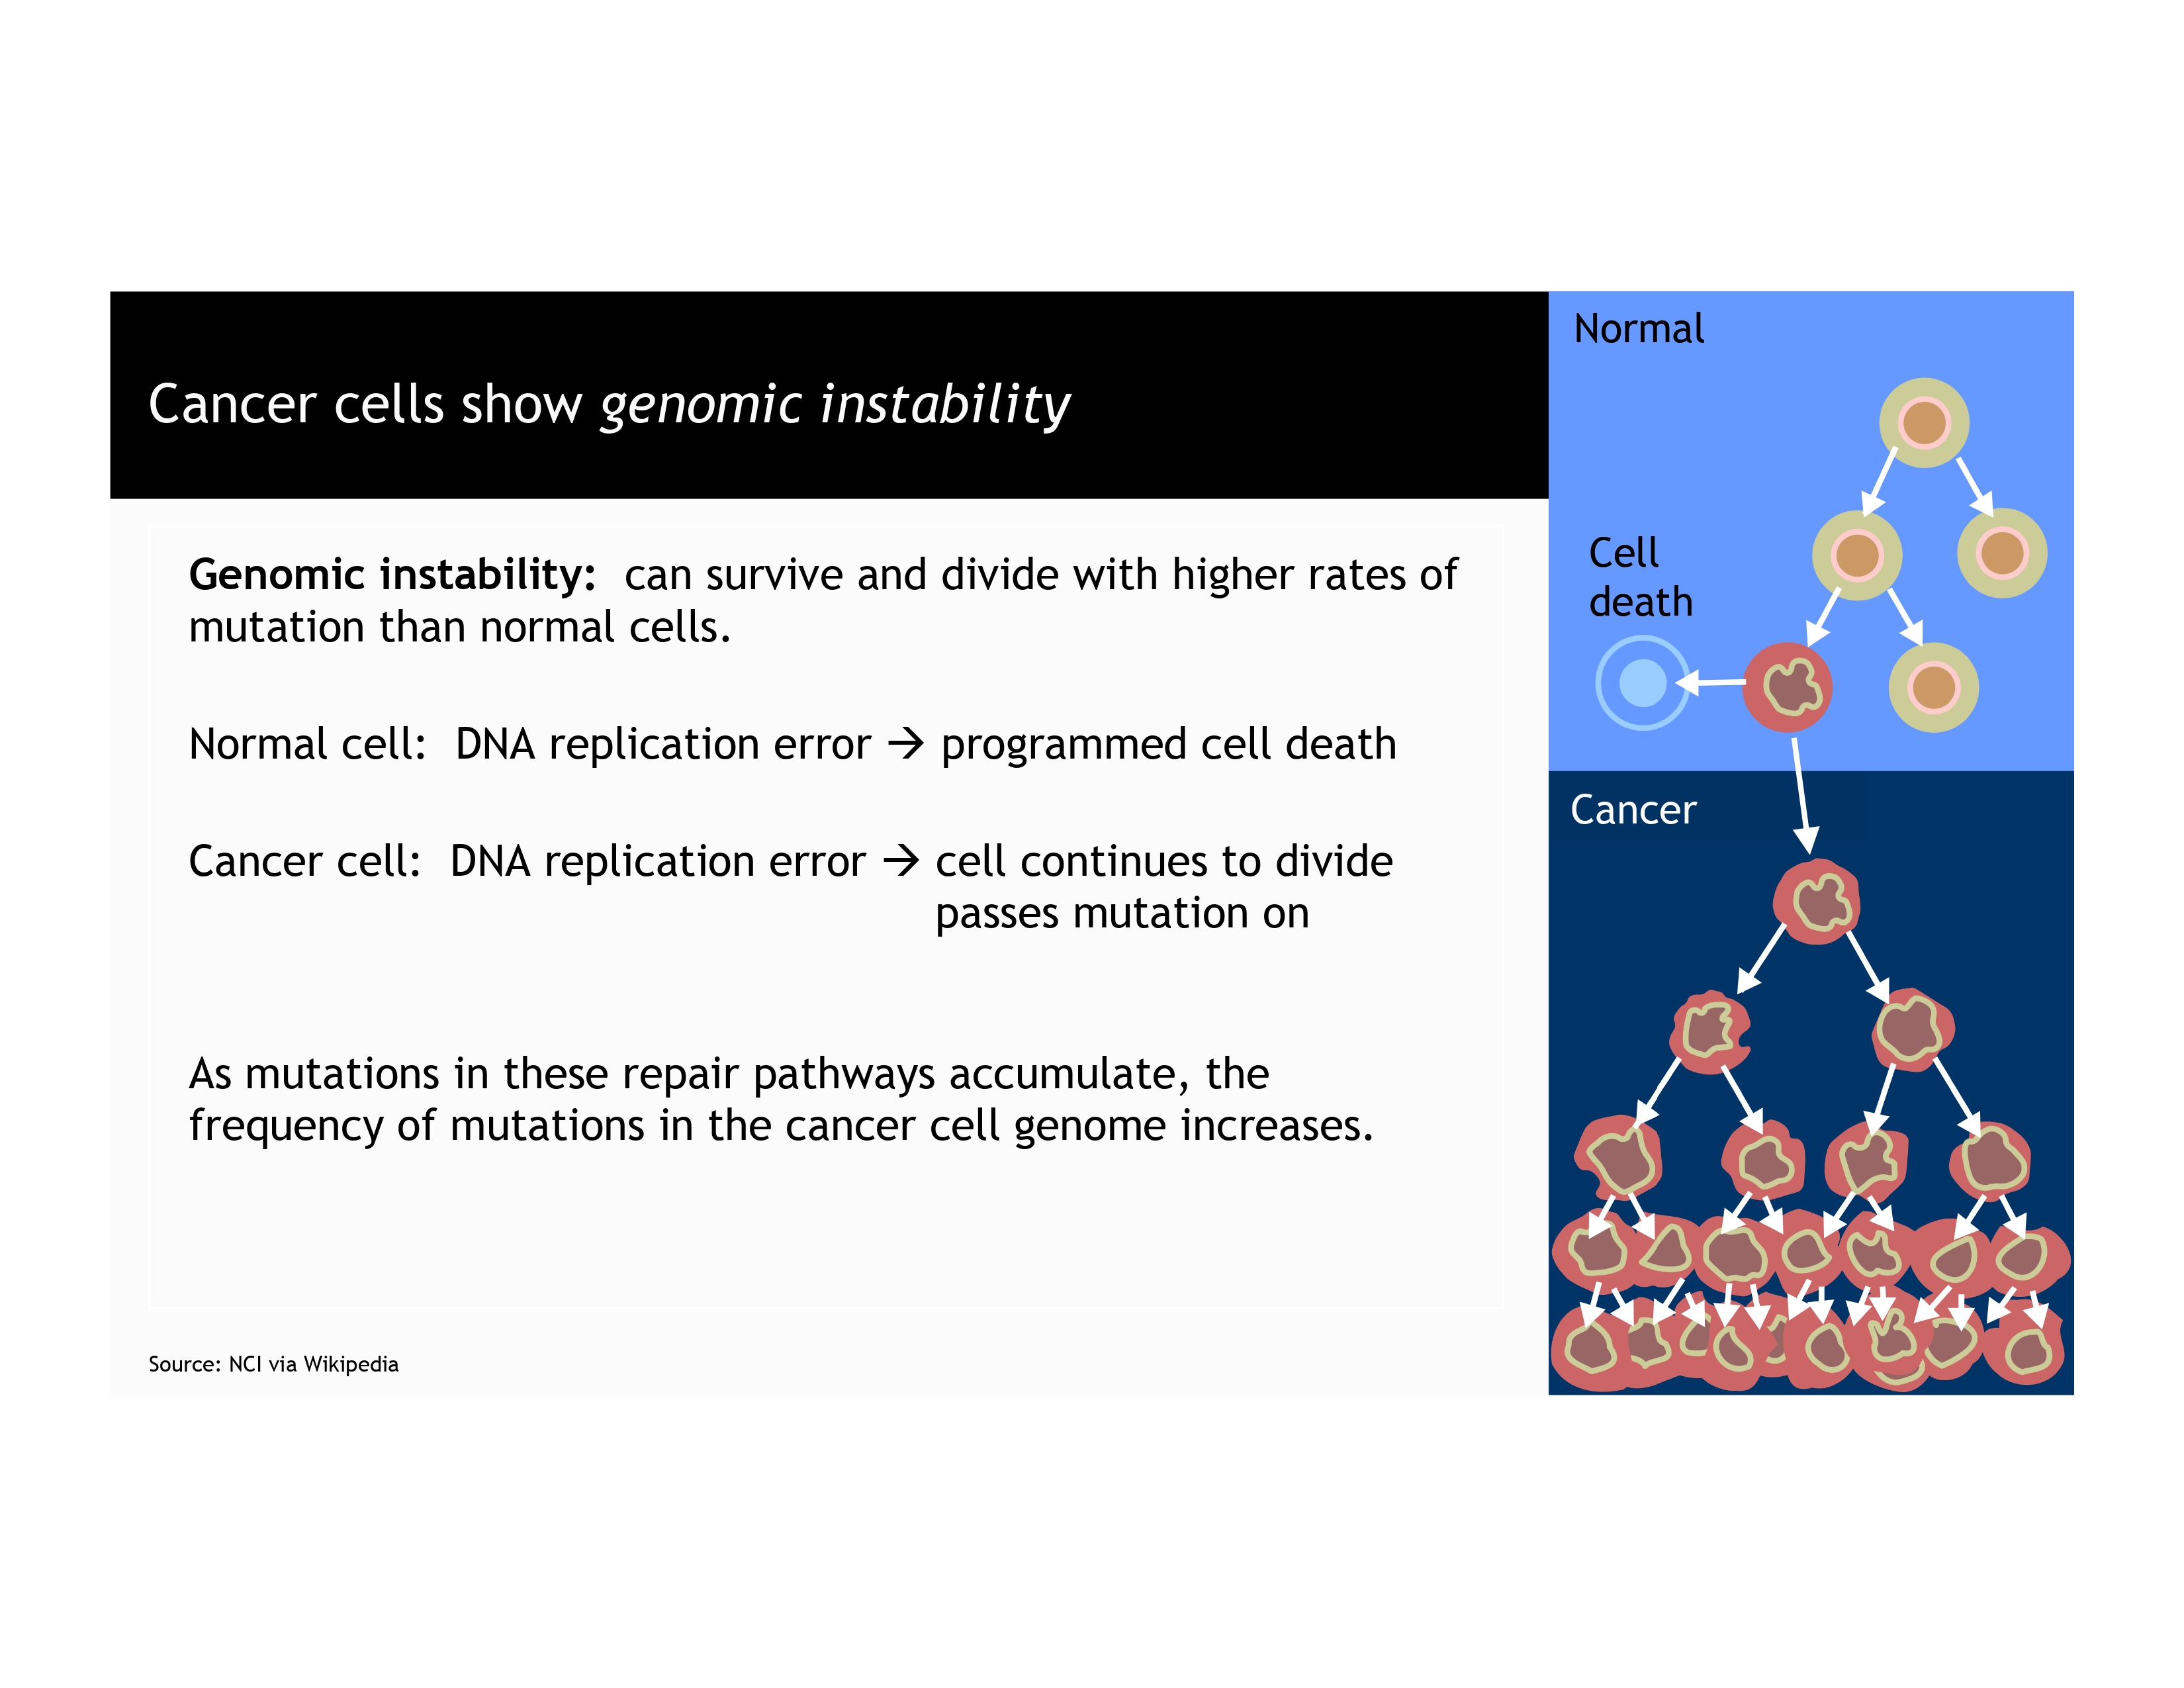 Cancer cells show genomic instability
Genomic instability: can survive and divide with higher rates of
mutation than normal cells.
Normal cell: DNA replication error → programmed cell death
Cancer cell: DNA replication error → cell continues to divide
passes mutation on
As mutations in these repair pathways accumulate, the
frequency of mutations in the cancer cell genome increases.
Source: NCI via Wikipedia
Normal
Cell
death
Cancer